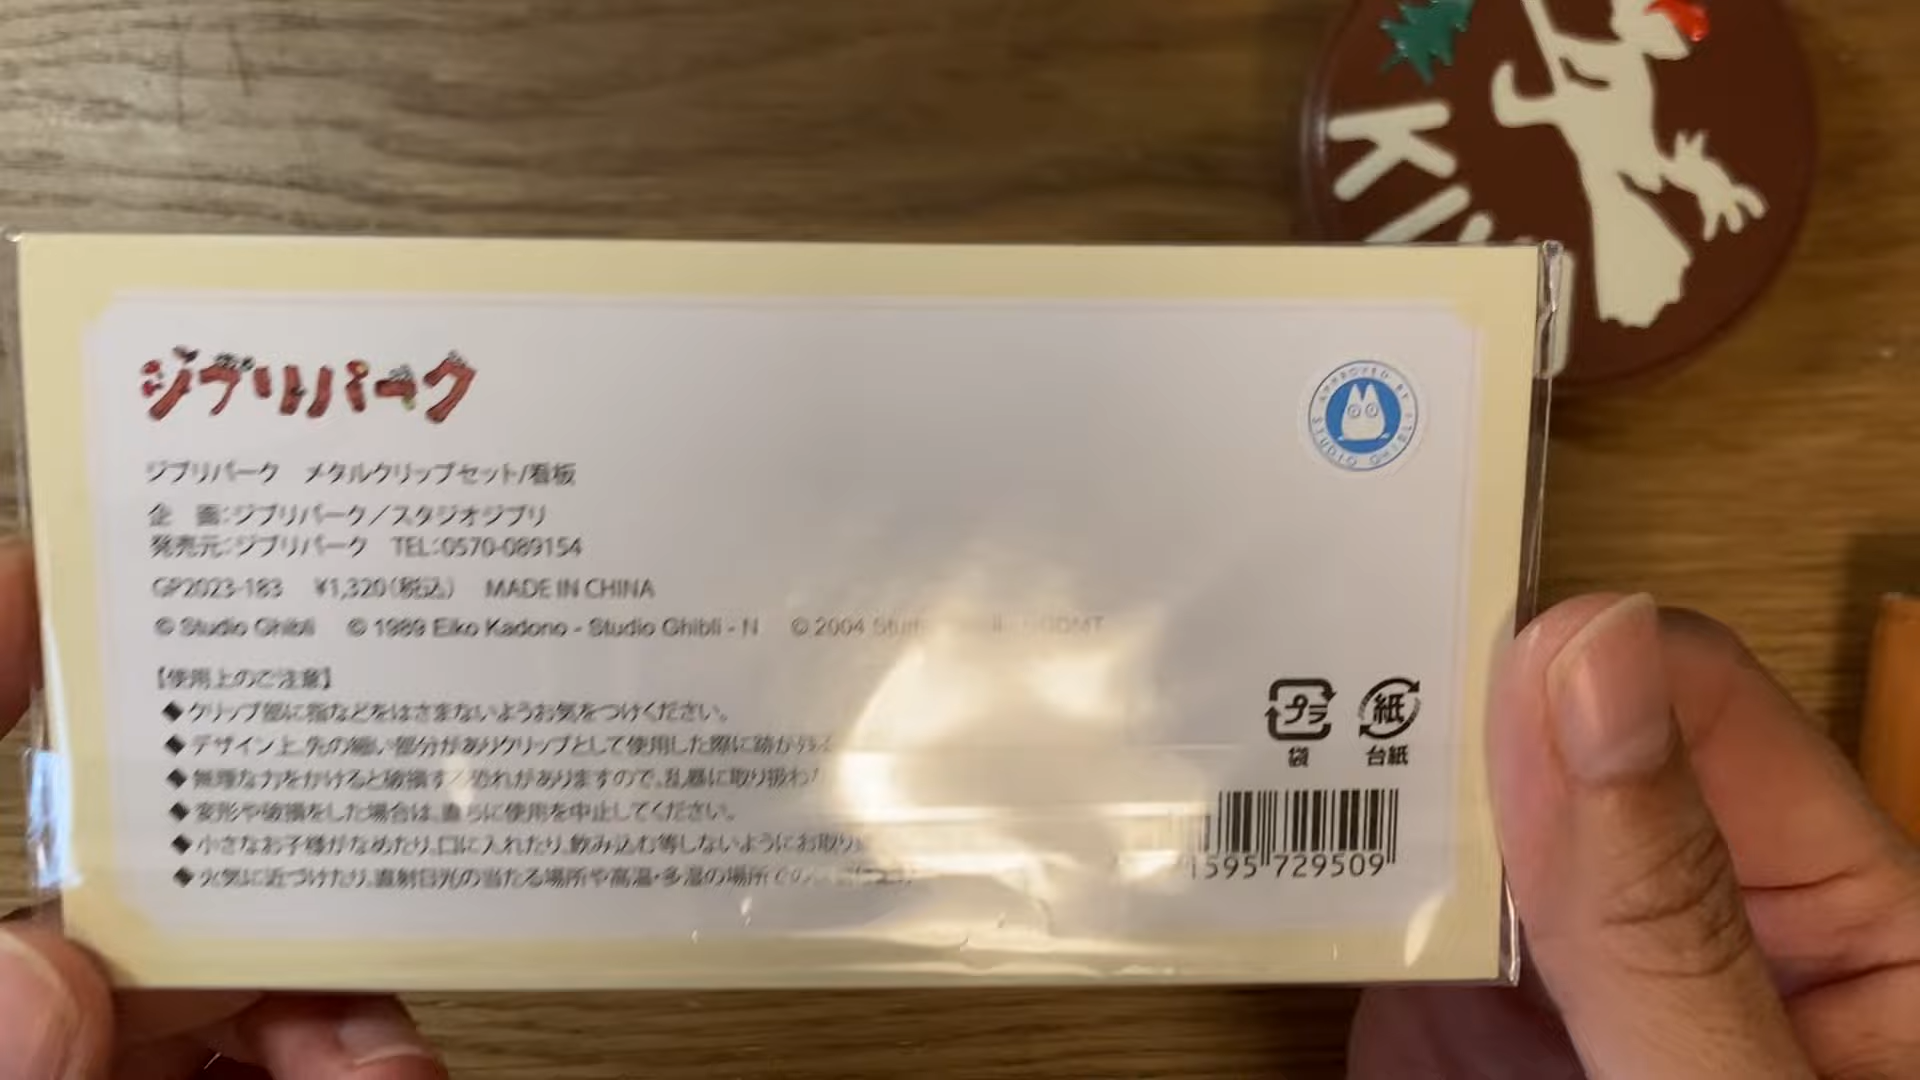 KI
ジブリパーク
APPROVED BY STUDIO GHIBLI
ジブリパーク メタルクリップセット/看板
企 画:ジブリパーク/スタジオジブリ
発売元:ジブリパーク TEL:0570-089154
GP2023-183 ¥1,320(税込) MADE IN CHINA
© Studio Ghibli © 1989 Eiko Kadono - Studio Ghibli - N © 2004
【使用上のご注意】
◆クリップ部に指などをはさまないようお気をつけください。
◆デザイン上、先の細い部分がありクリップとして使用した際に跡が残
◆無理な力をかけると破損する恐れがありますので、乱暴に取り扱わ
◆変形や破損をした場合は、直ちに使用を中止してください。
◆小さなお子様がなめたり、口に入れたり、飲み込む等しないようにお取り
◆火気に近づけたり、直射日光の当たる場所や高温・多湿の場所での
プラ 紙
袋 台紙
1595 729509